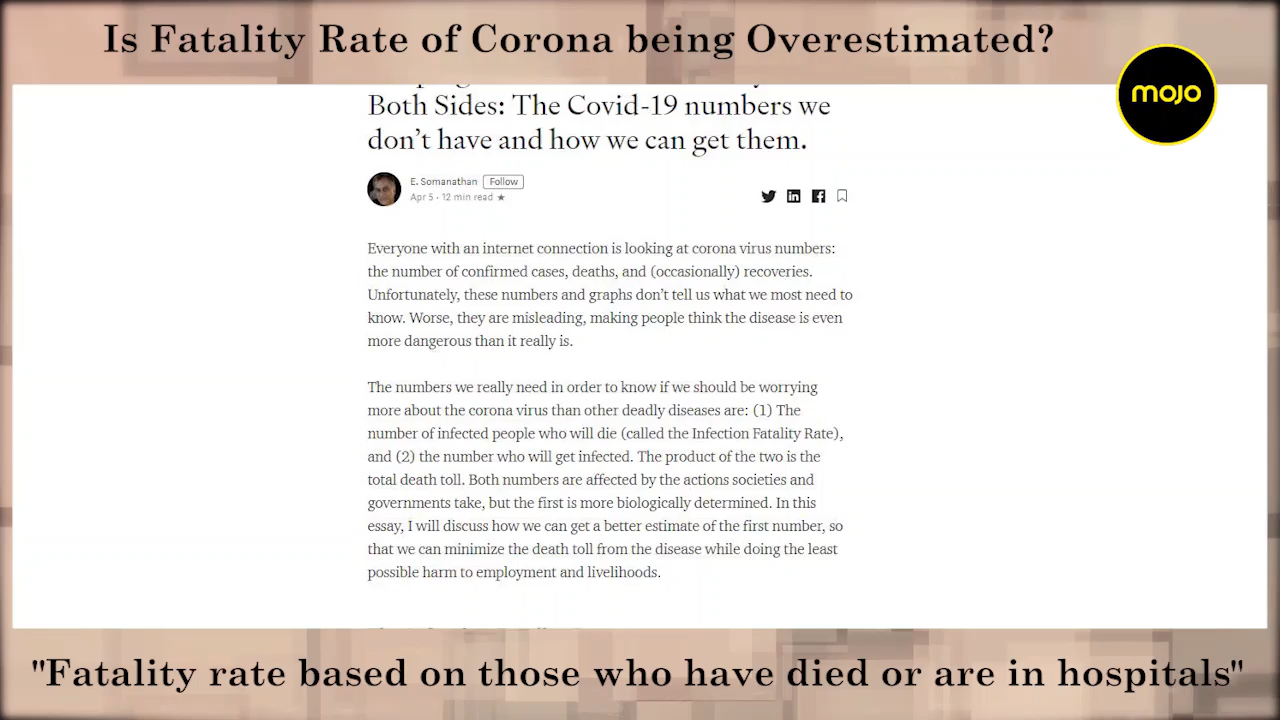 Is Fatality Rate of Corona being Overestimated?
mojo
Both Sides: The Covid-19 numbers we
don't have and how we can get them.
E. Somanathan Follow
Apr 5 · 12 min read ★
Everyone with an internet connection is looking at corona virus numbers:
the number of confirmed cases, deaths, and (occasionally) recoveries.
Unfortunately, these numbers and graphs don't tell us what we most need to
know. Worse, they are misleading, making people think the disease is even
more dangerous than it really is.
The numbers we really need in order to know if we should be worrying
more about the corona virus than other deadly diseases are: (1) The
number of infected people who will die (called the Infection Fatality Rate),
and (2) the number who will get infected. The product of the two is the
total death toll. Both numbers are affected by the actions societies and
governments take, but the first is more biologically determined. In this
essay, I will discuss how we can get a better estimate of the first number, so
that we can minimize the death toll from the disease while doing the least
possible harm to employment and livelihoods.
"Fatality rate based on those who have died or are in hospitals"